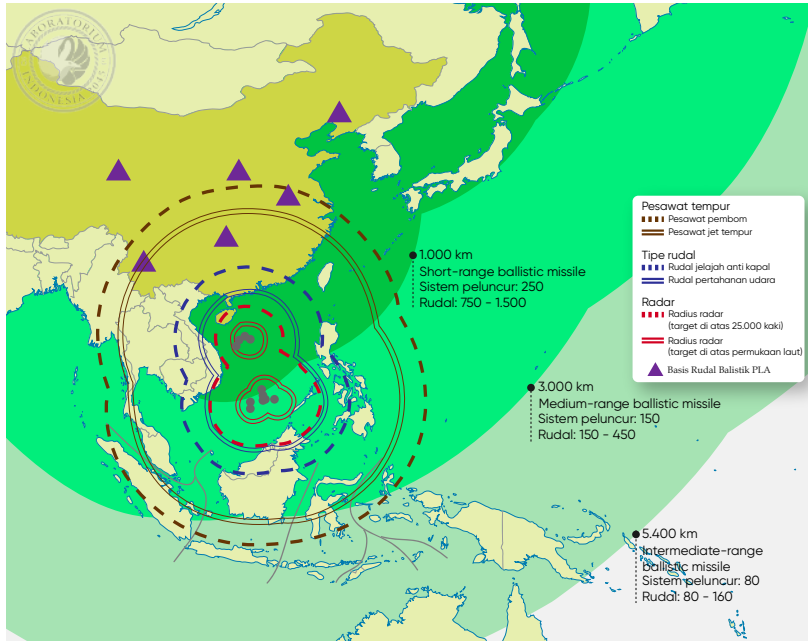 LABORATORIUM
INDONESIA 2045
Pesawat tempur
Pesawat pembom
Pesawat jet tempur
Tipe rudal
Rudal jelajah anti kapal
Rudal pertahanan udara
Radar
Radius radar
(target di atas 25.000 kaki)
Radius radar
(target di atas permukaan laut)
Basis Rudal Balistik PLA
1.000 km
Short-range ballistic missile
Sistem peluncur: 250
Rudal: 750 - 1.500
3.000 km
Medium-range ballistic missile
Sistem peluncur: 150
Rudal: 150 - 450
5.400 km
Intermediate-range
ballistic missile
Sistem peluncur: 80
Rudal: 80 - 160